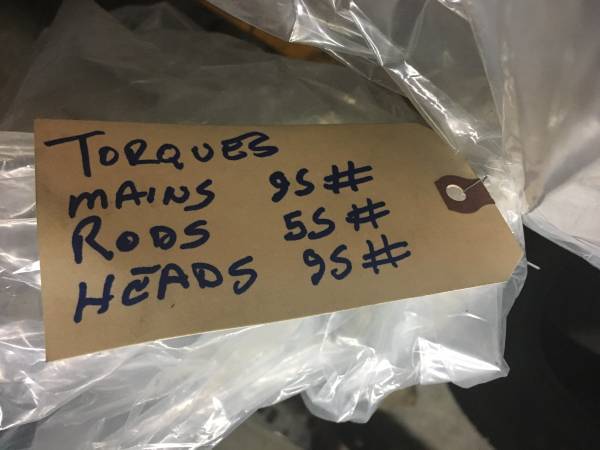 TORQUES
MAINS 95#
RODS 55#
HEADS 95#